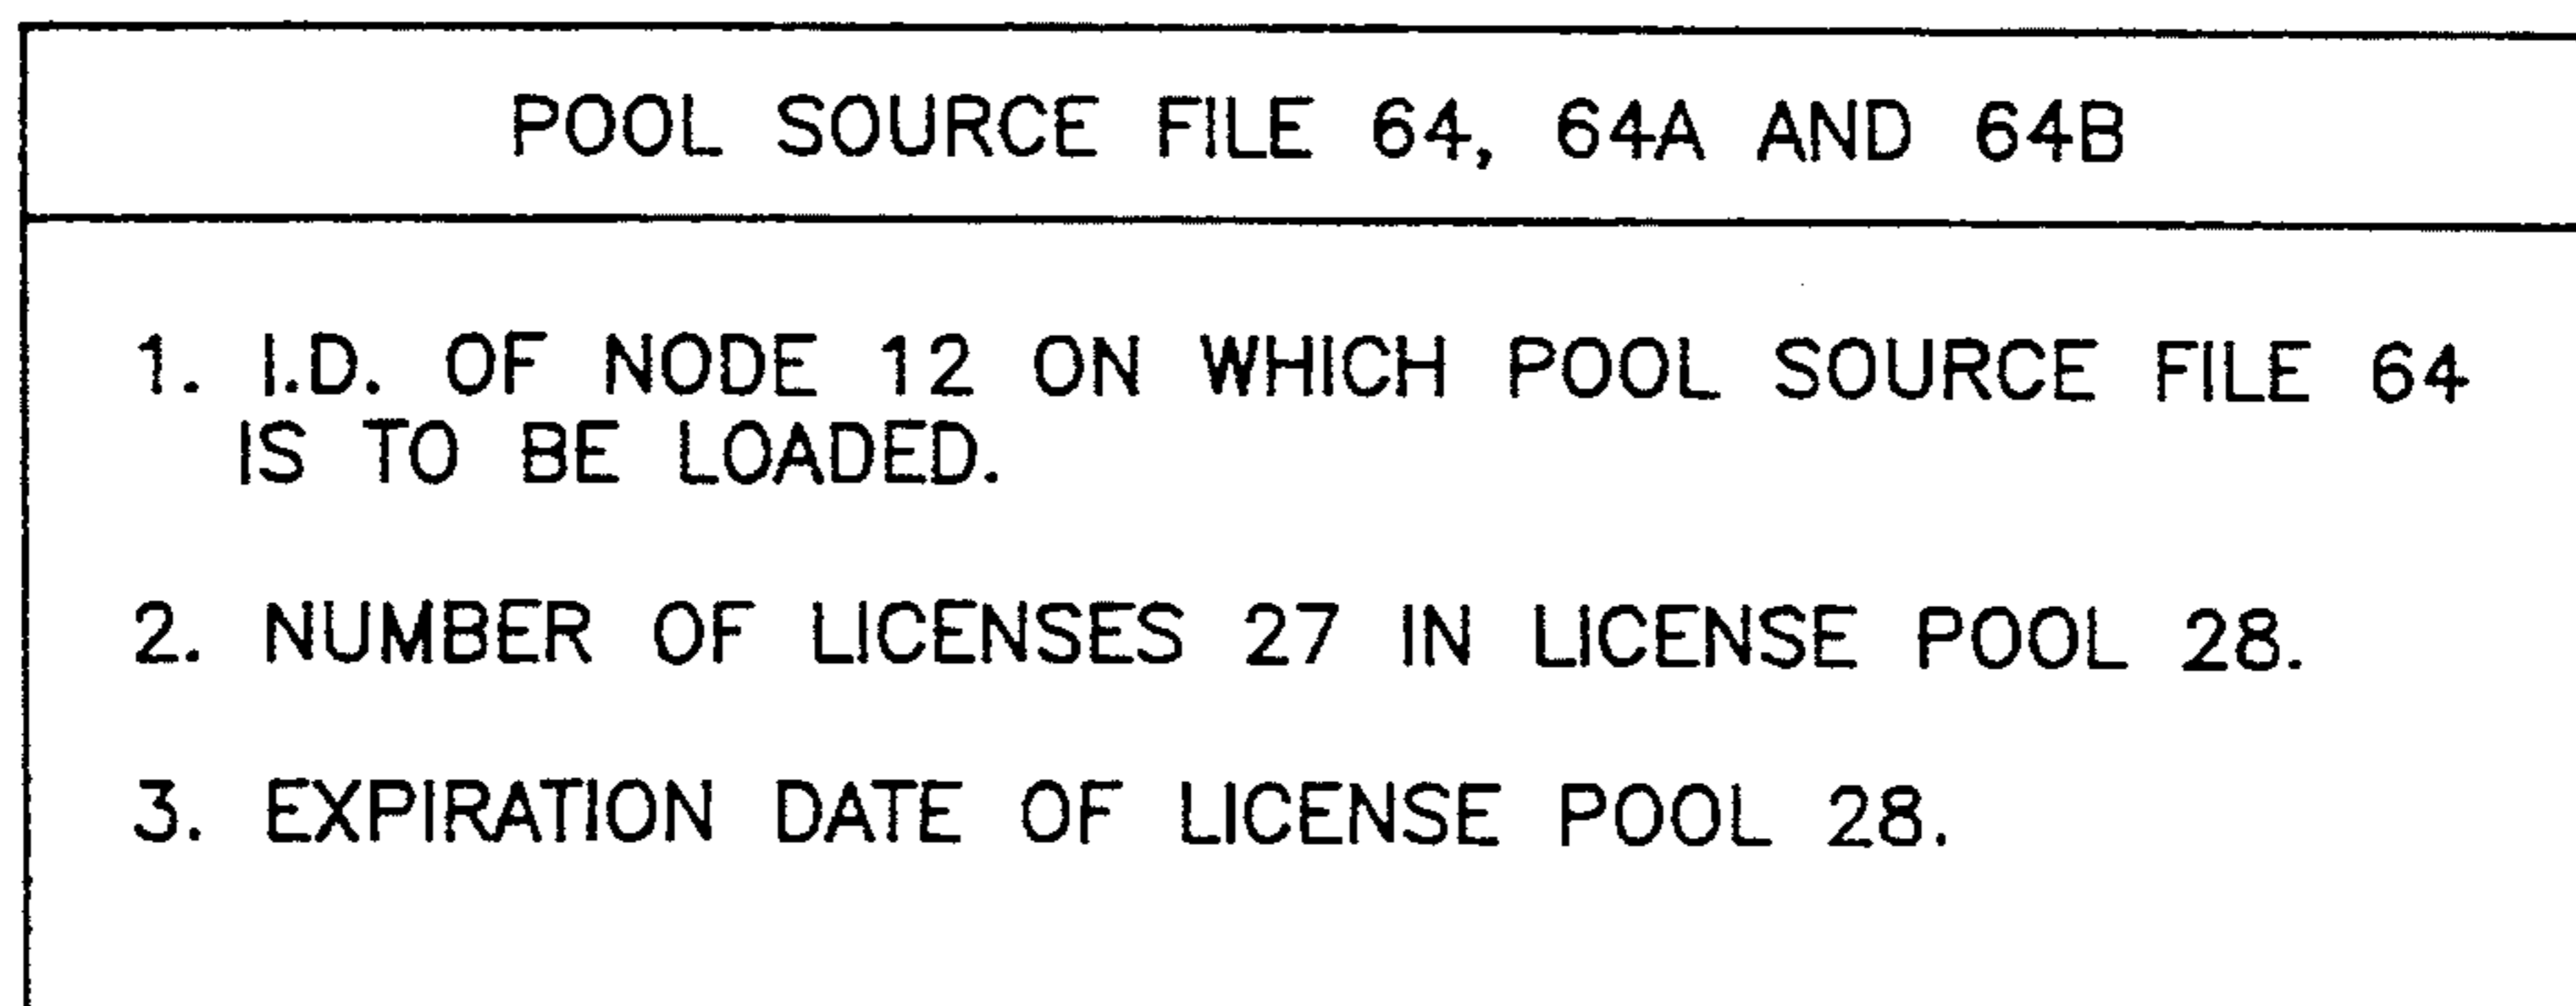 POOL SOURCE FILE 64, 64A AND 64B
1. I.D. OF NODE 12 ON WHICH POOL SOURCE FILE 64
IS TO BE LOADED.
2. NUMBER OF LICENSES 27 IN LICENSE POOL 28.
3. EXPIRATION DATE OF LICENSE POOL 28.